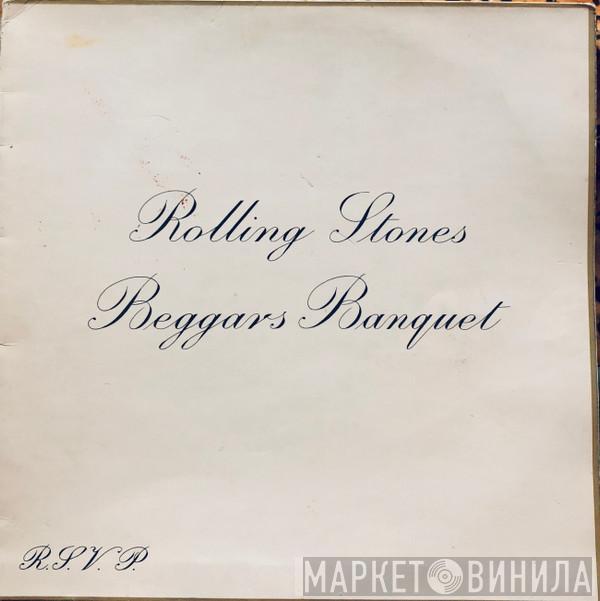 Rolling Stones
Beggars Banquet
R.S.V.P.
МАРКЕТ ВИНИЛА